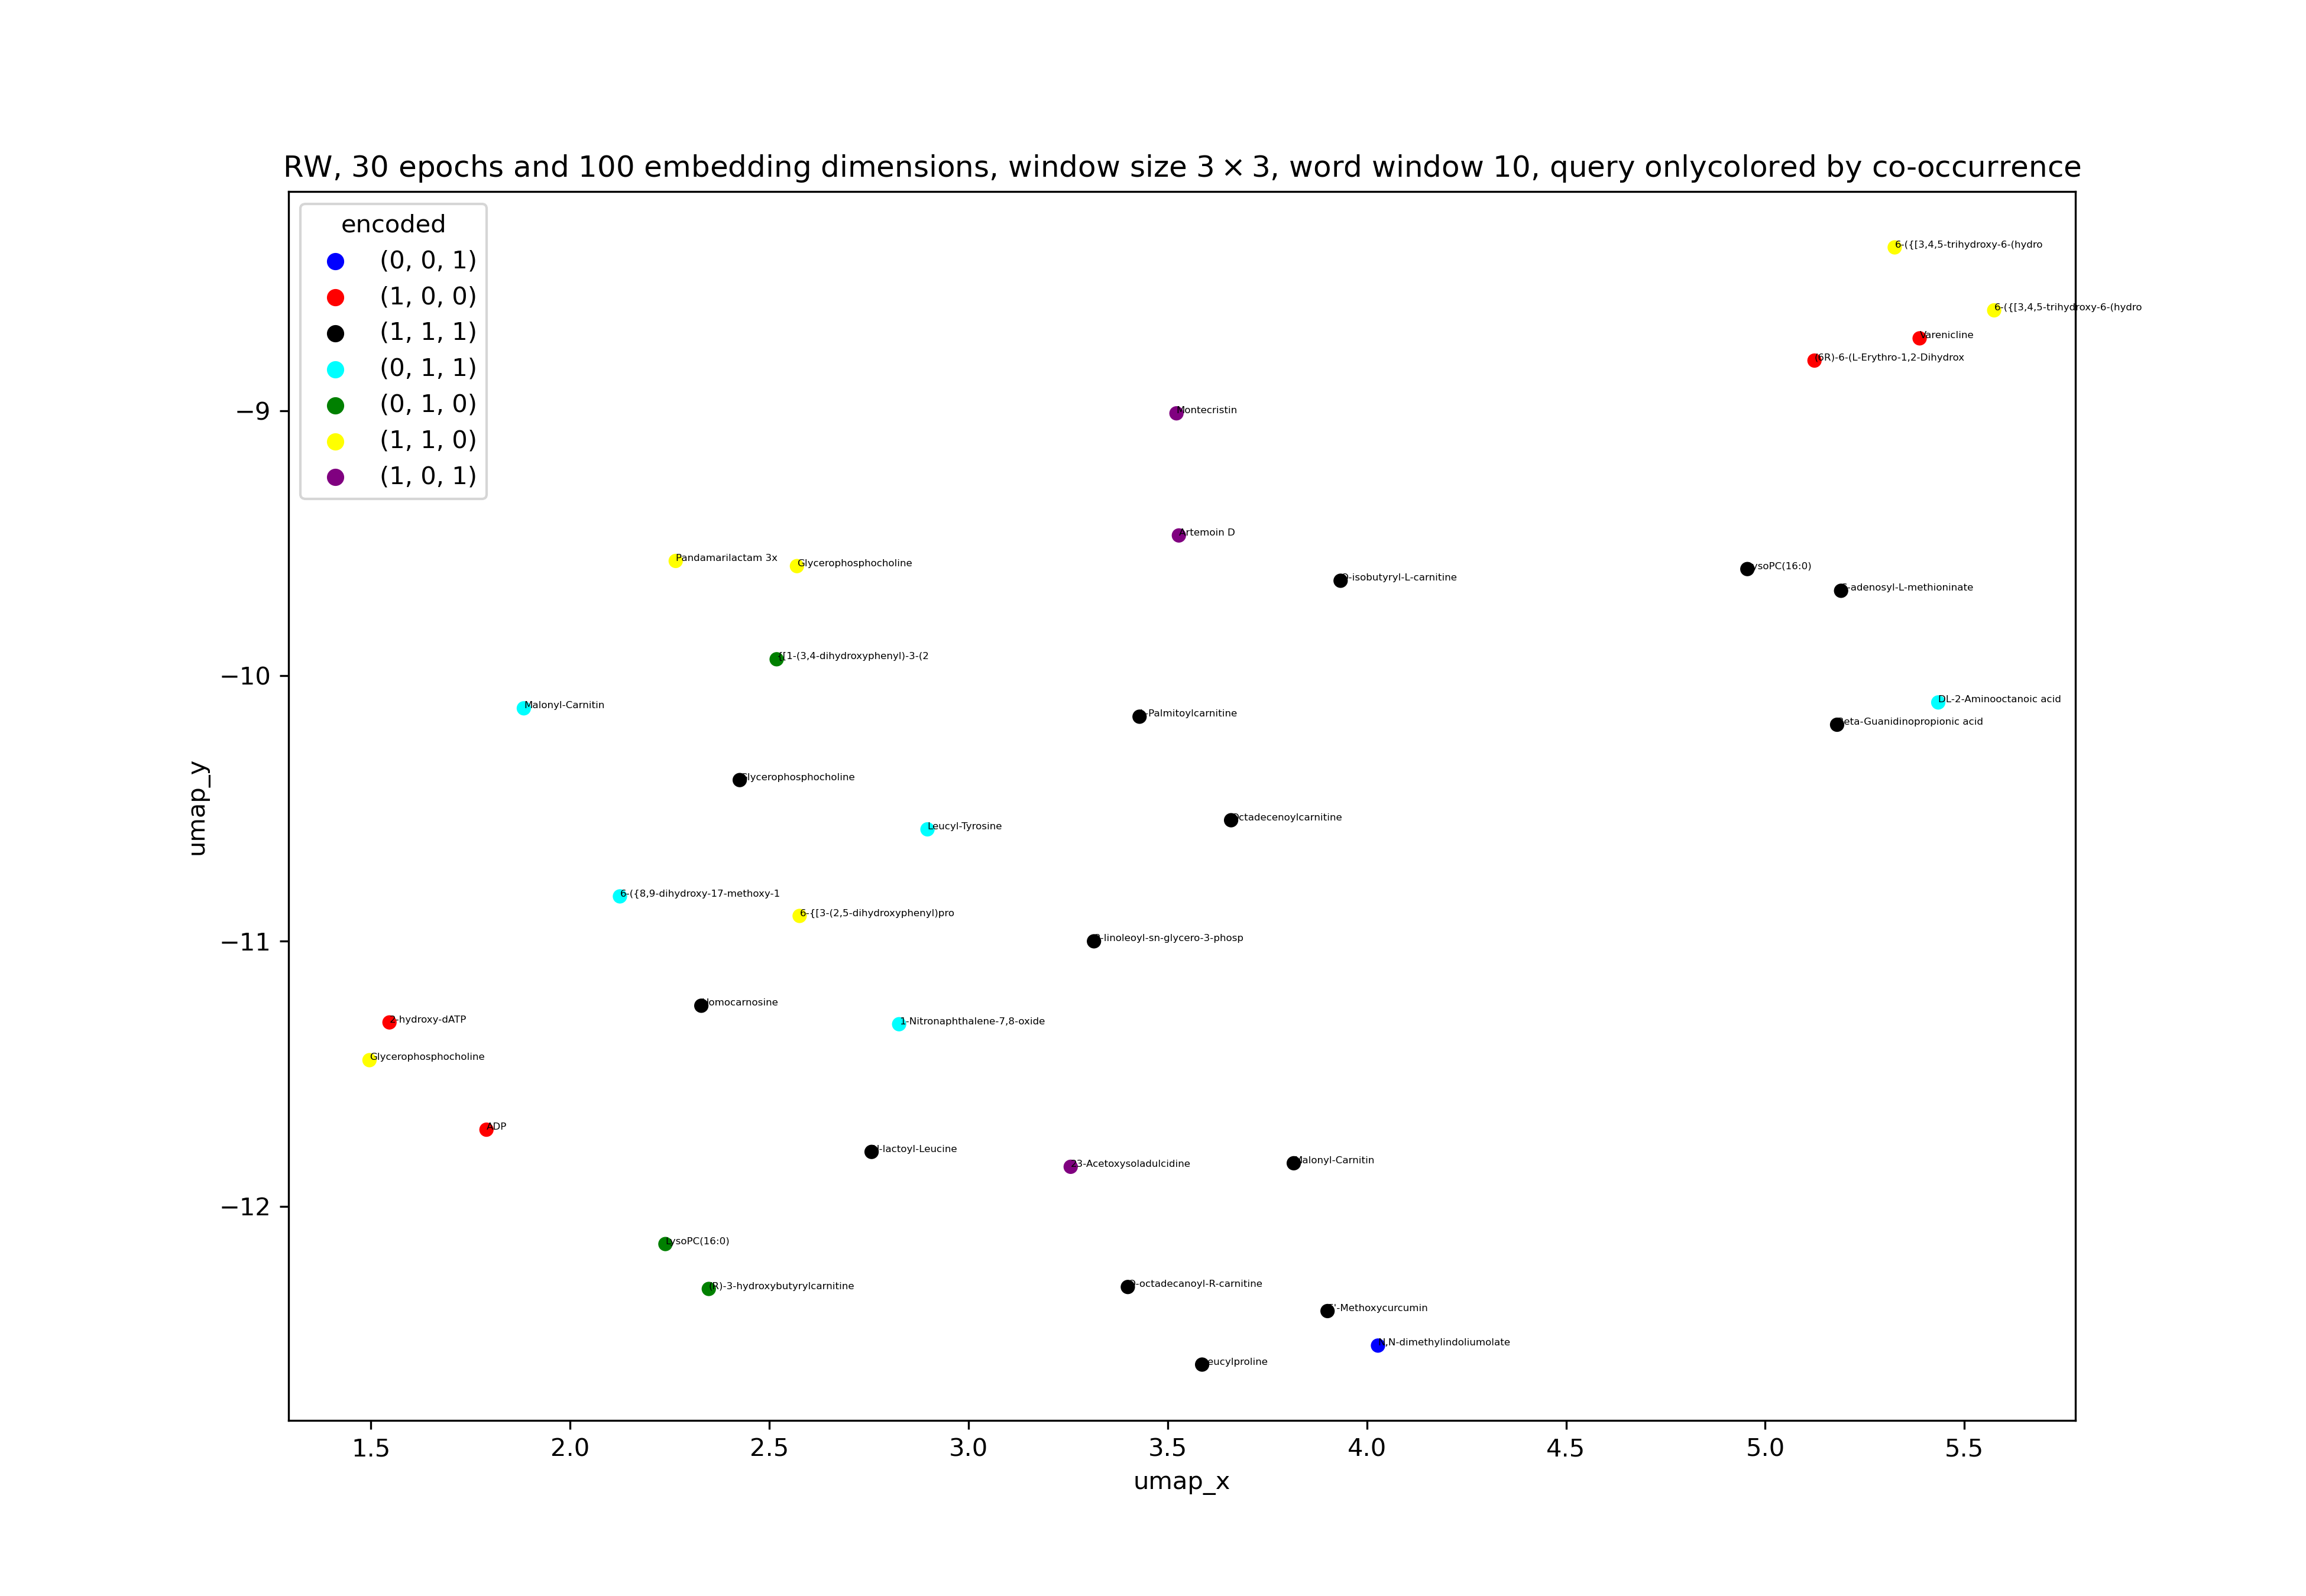 RW, 30 epochs and 100 embedding dimensions, window size 3 × 3, word window 10, query onlycolored by co-occurrence
encoded
(0, 0, 1)
(1, 0, 0)
(1, 1, 1)
(0, 1, 1)
(0, 1, 0)
(1, 1, 0)
(1, 0, 1)
6-({[3,4,5-trihydroxy-6-(hydro
6-({[3,4,5-trihydroxy-6-(hydro
Varenicline
(6R)-6-(L-Erythro-1,2-Dihydrox
Montecristin
Artemoin D
Pandamarilactam 3x
Glycerophosphocholine
O-isobutyryl-L-carnitine
LysoPC(16:0)
S-adenosyl-L-methioninate
{[1-(3,4-dihydroxyphenyl)-3-(2
Malonyl-Carnitin
-Palmitoylcarnitine
DL-2-Aminooctanoic acid
Beta-Guanidinopropionic acid
Glycerophosphocholine
Octadecenoylcarnitine
Leucyl-Tyrosine
6-({8,9-dihydroxy-17-methoxy-1
6-{[3-(2,5-dihydroxyphenyl)pro
-linoleoyl-sn-glycero-3-phosp
Homocarnosine
2-hydroxy-dATP
1-Nitronaphthalene-7,8-oxide
Glycerophosphocholine
ADP
-lactoyl-Leucine
23-Acetoxysoladulcidine
Malonyl-Carnitin
LysoPC(16:0)
(R)-3-hydroxybutyrylcarnitine
O-octadecanoyl-R-carnitine
'-Methoxycurcumin
N,N-dimethylindoliumolate
Leucylproline
−9
−10
−11
−12
umap_y
1.5 2.0 2.5 3.0 3.5 4.0 4.5 5.0 5.5
umap_x